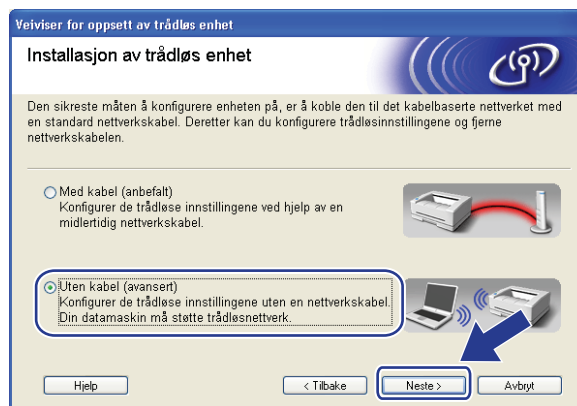 Veiviser for oppsett av trådløs enhet
Installasjon av trådløs enhet
Den sikreste måten å konfigurere enheten på, er å koble den til det kabelbaserte nettverket med
en standard nettverkskabel. Deretter kan du konfigurere trådløsinnstillingene og fjerne
nettverkskabelen.
Med kabel (anbefalt)
Konfigurer de trådløse innstillingene ved hjelp av en
midlertidig nettverkskabel.
Uten kabel (avansert)
Konfigurer de trådløse innstillingene uten en nettverkskabel.
Din datamaskin må støtte trådløsnettverk.
Hjelp
< Tilbake
Neste >
Avbryt